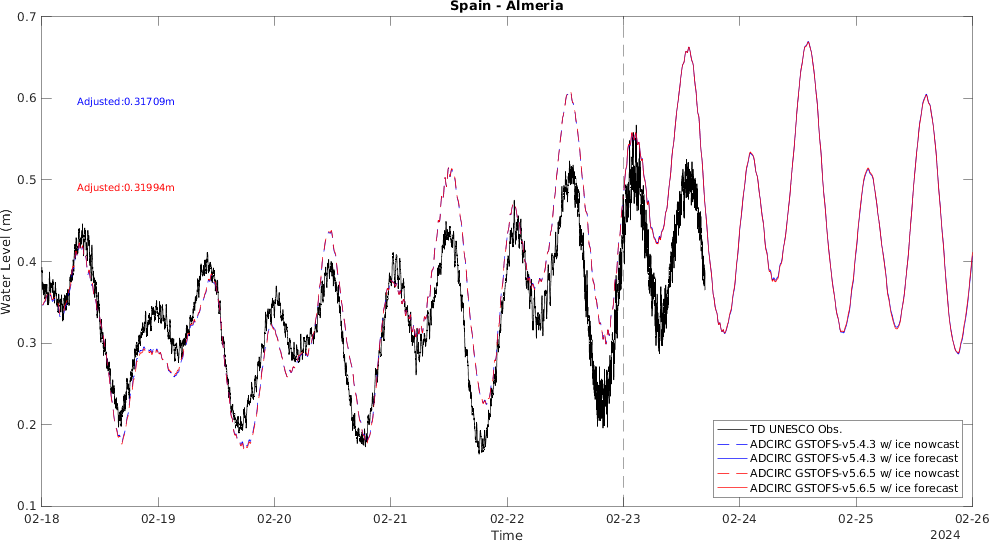 Spain - Almeria
0.7
0.6
0.5
0.4
0.3
0.2
0.1
Water Level (m)
Adjusted:0.31709m
Adjusted:0.31994m
TD UNESCO Obs.
ADCIRC GSTOFS-v5.4.3 w/ ice nowcast
ADCIRC GSTOFS-v5.4.3 w/ ice forecast
ADCIRC GSTOFS-v5.6.5 w/ ice nowcast
ADCIRC GSTOFS-v5.6.5 w/ ice forecast
02-18 02-19 02-20 02-21 02-22 02-23 02-24 02-25 02-26
Time
2024